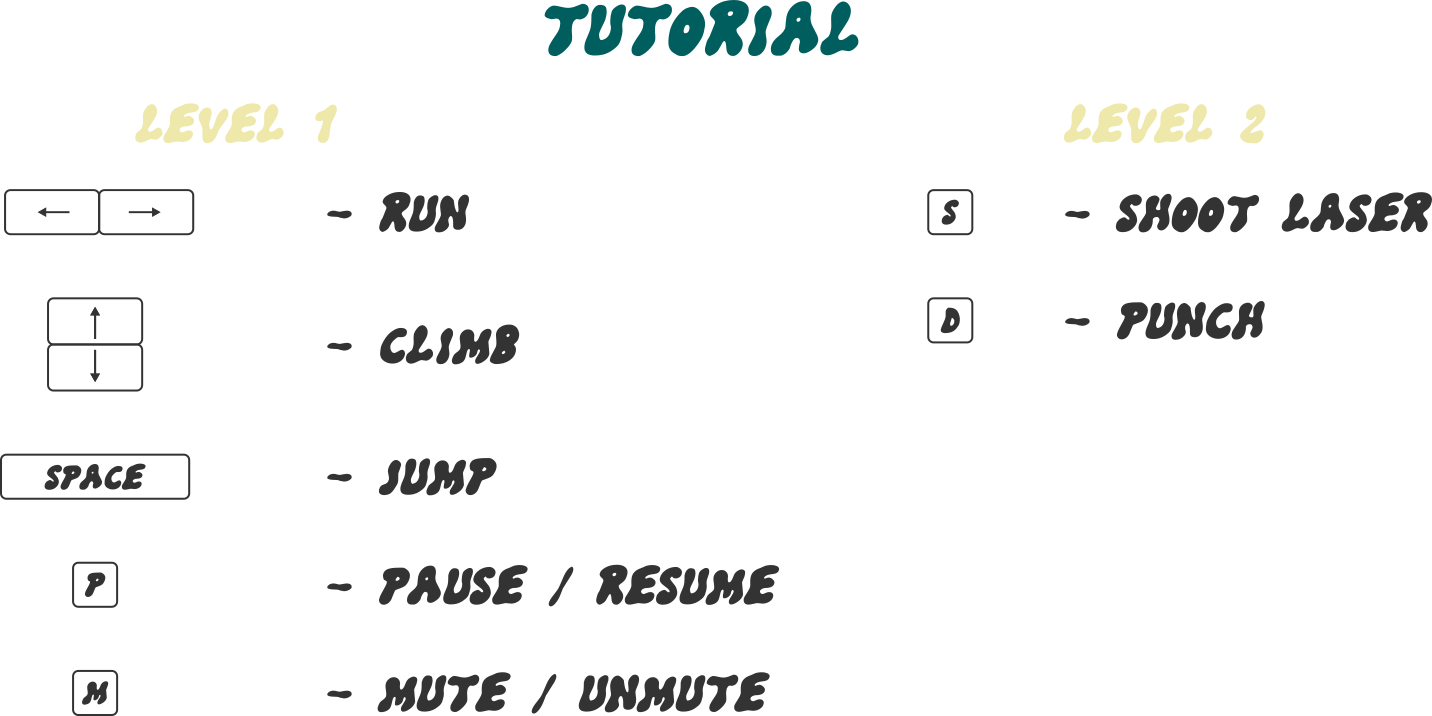 TUTORIAL
LEVEL 1
← → - RUN
↑ ↓ - CLIMB
SPACE - JUMP
P - PAUSE / RESUME
M - MUTE / UNMUTE
LEVEL 2
S - SHOOT LASER
D - PUNCH